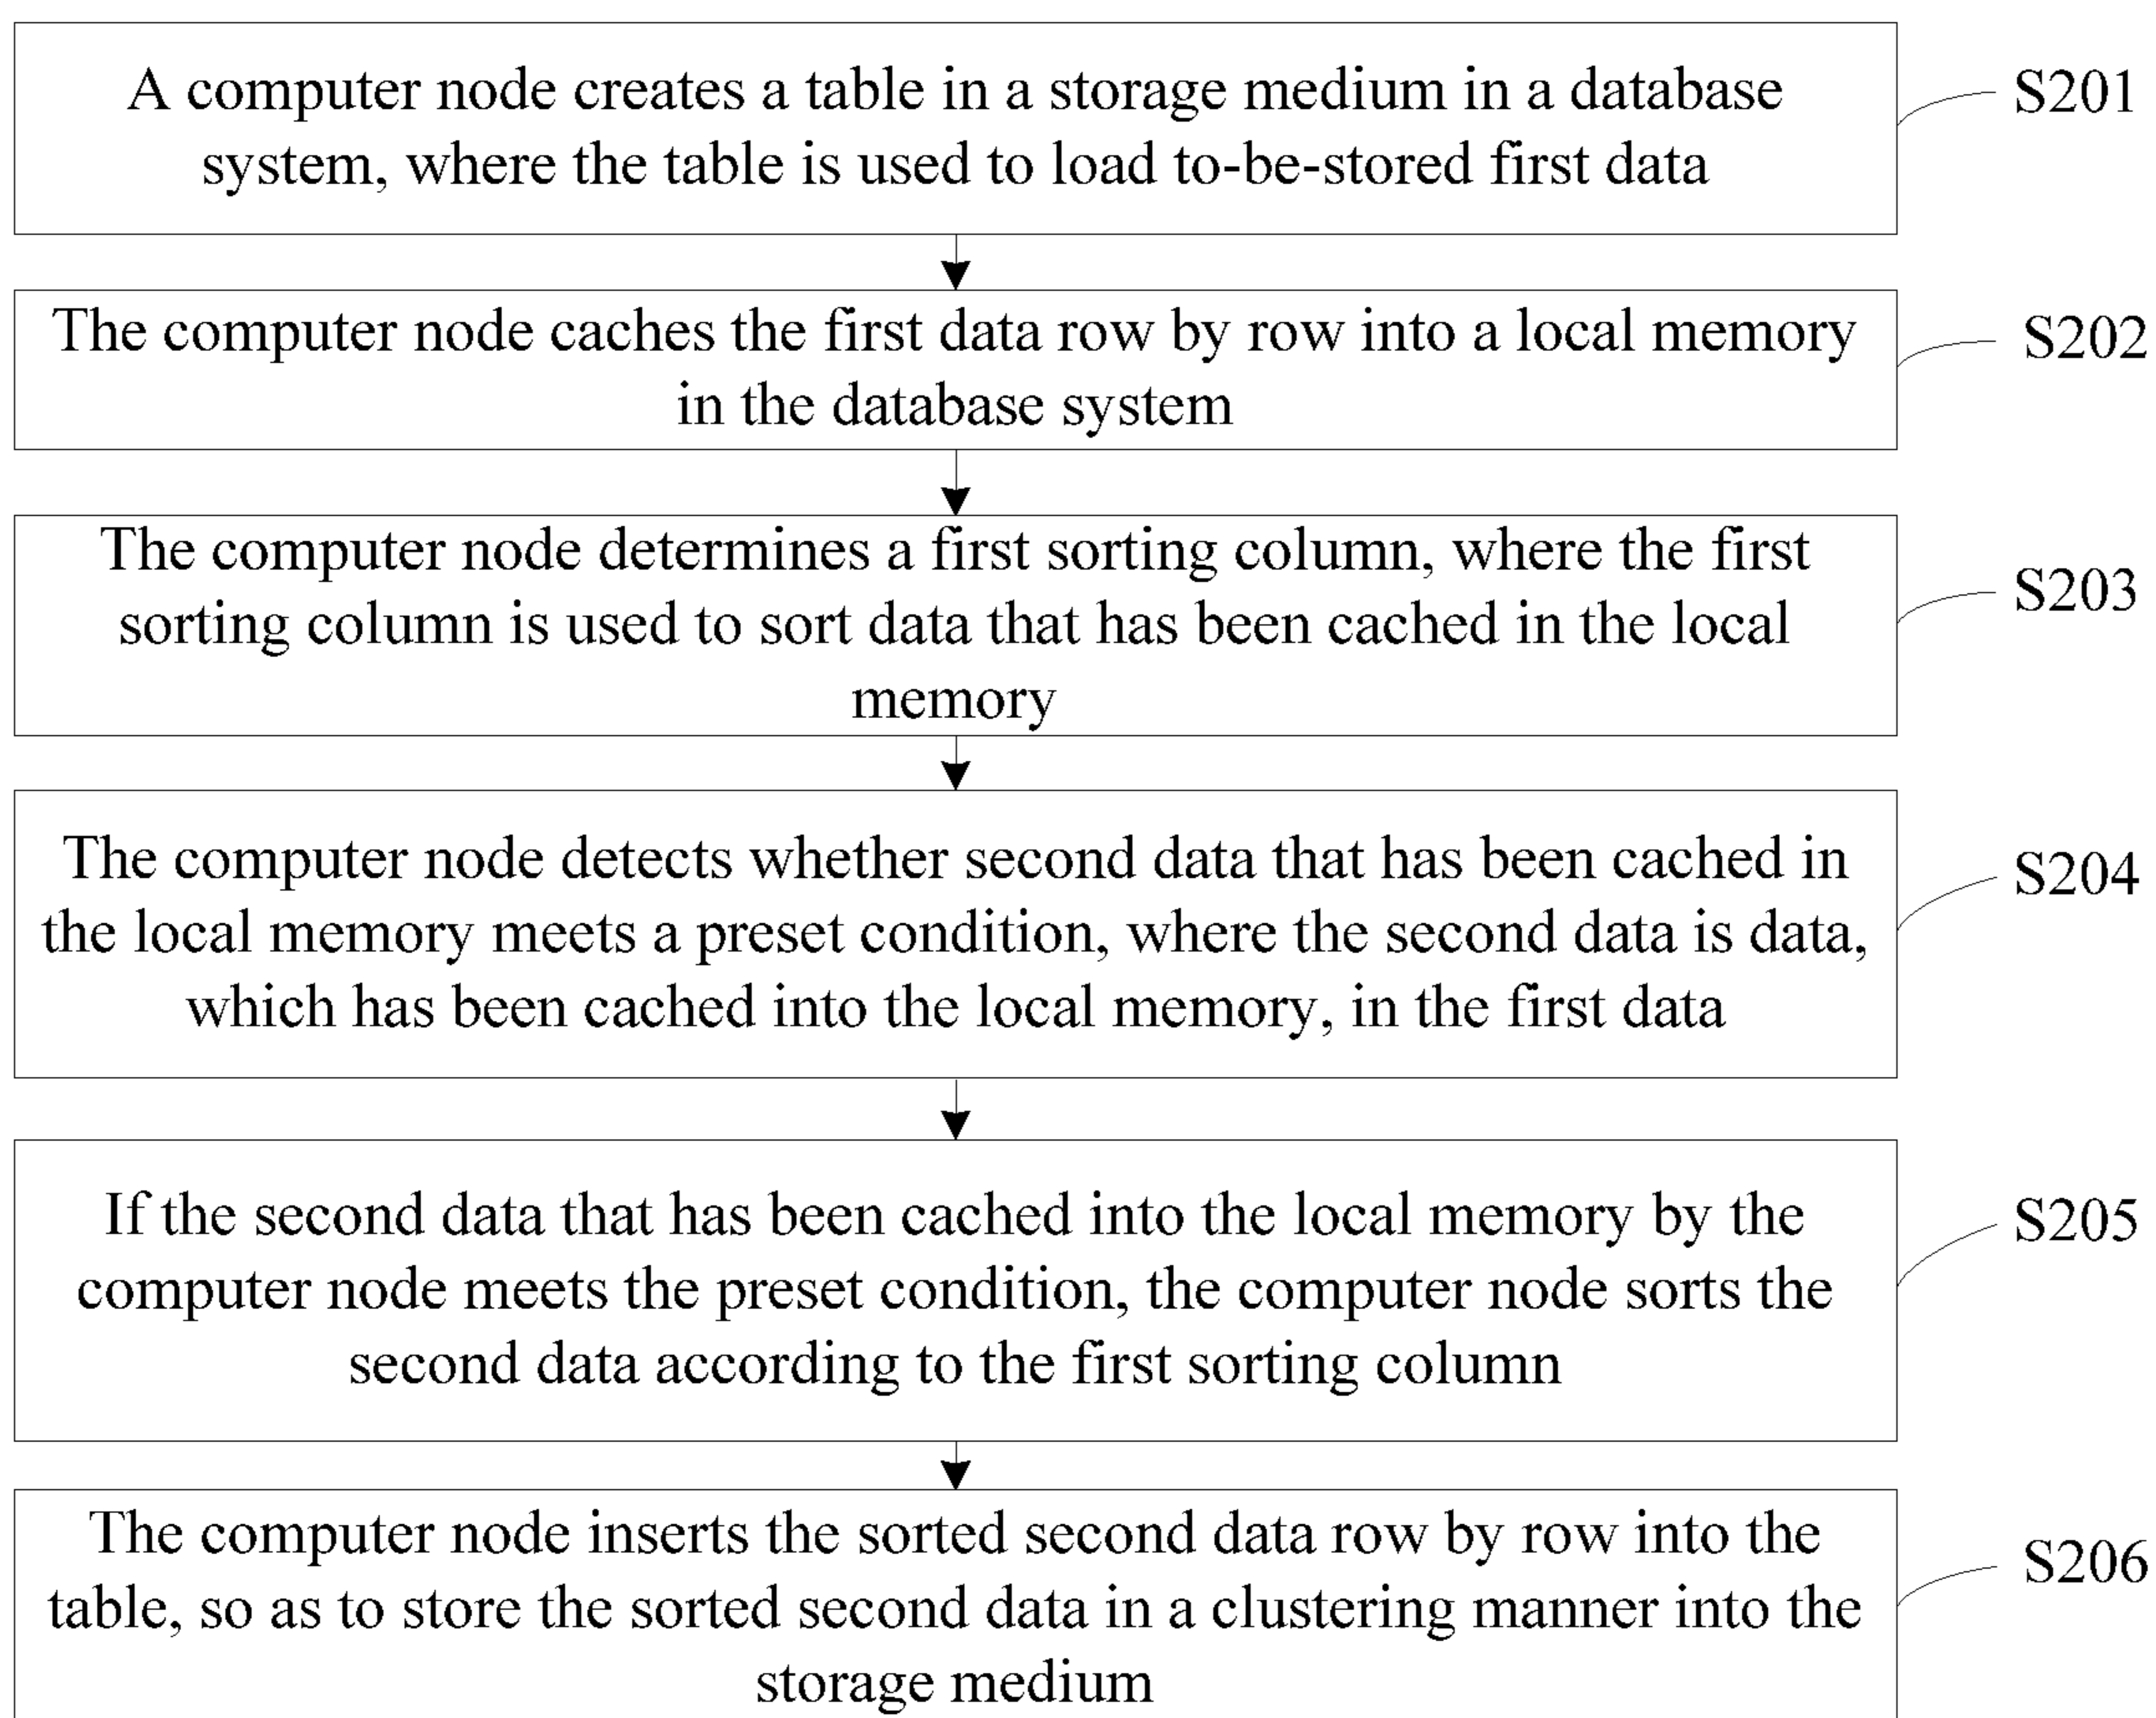 A computer node creates a table in a storage medium in a database
system, where the table is used to load to-be-stored first data
S201
The computer node caches the first data row by row into a local memory
in the database system
S202
The computer node determines a first sorting column, where the first
sorting column is used to sort data that has been cached in the local
memory
S203
The computer node detects whether second data that has been cached in
the local memory meets a preset condition, where the second data is data,
which has been cached into the local memory, in the first data
S204
If the second data that has been cached into the local memory by the
computer node meets the preset condition, the computer node sorts the
second data according to the first sorting column
S205
The computer node inserts the sorted second data row by row into the
table, so as to store the sorted second data in a clustering manner into the
storage medium
S206